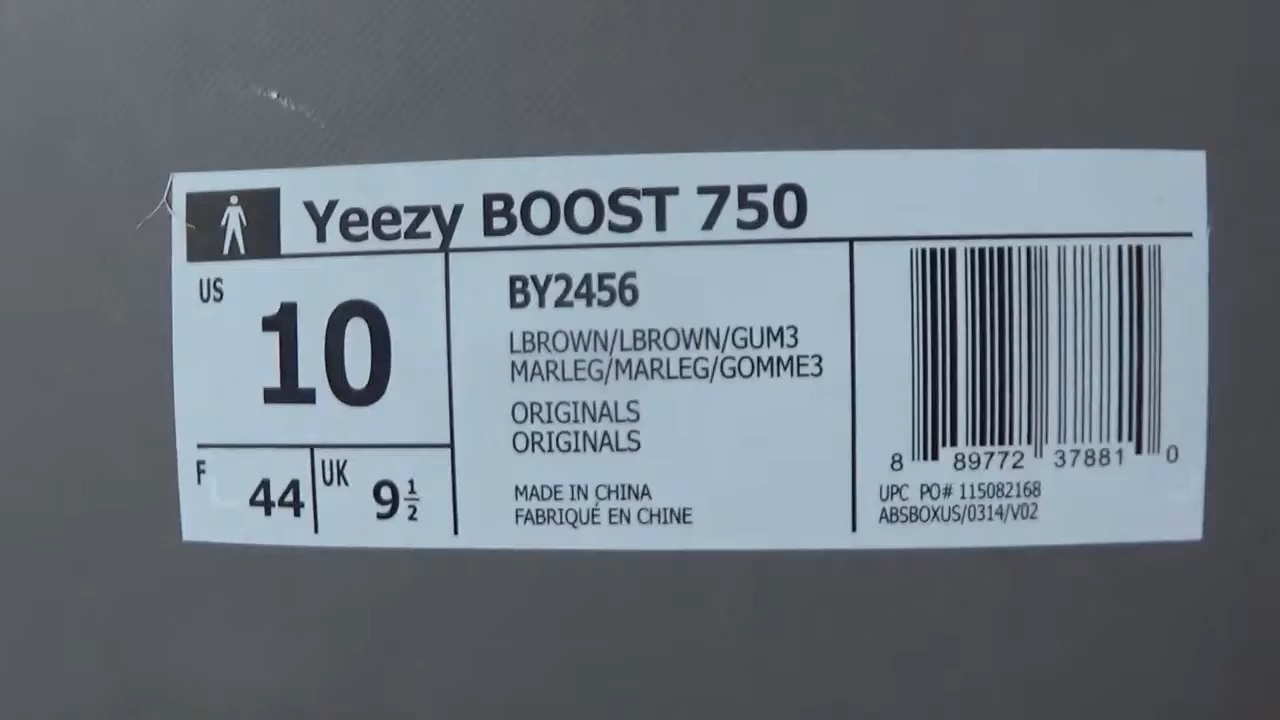 Yeezy BOOST 750
US
10
F
44
UK
9 1/2
BY2456
LBROWN/LBROWN/GUM3
MARLEG/MARLEG/GOMME3
ORIGINALS
ORIGINALS
MADE IN CHINA
FABRIQUÉ EN CHINE
8 89772 37881 0
UPC PO# 115082168
ABSBOXUS/0314/V02